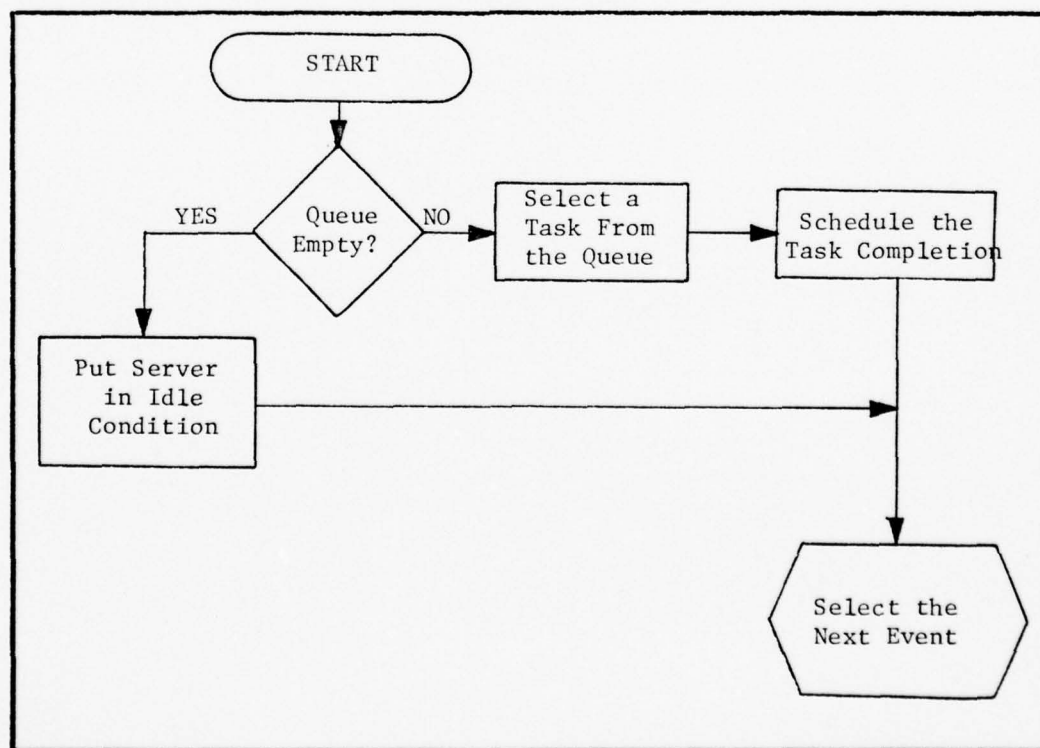 START
Queue
Empty?
YES
NO
Select a
Task From
the Queue
Schedule the
Task Completion
Put Server
in Idle
Condition
Select the
Next Event